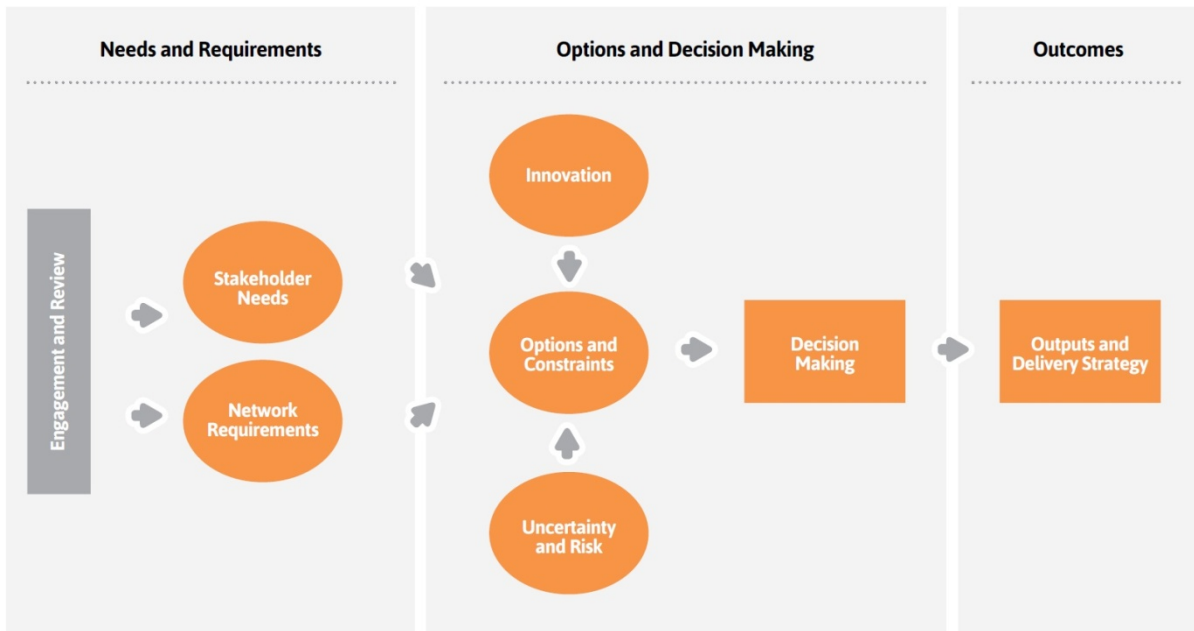 Needs and Requirements
Options and Decision Making
Outcomes
Engagement and Review
Stakeholder
Needs
Network
Requirements
Innovation
Options and
Constraints
Uncertainty
and Risk
Decision
Making
Outputs and
Delivery Strategy